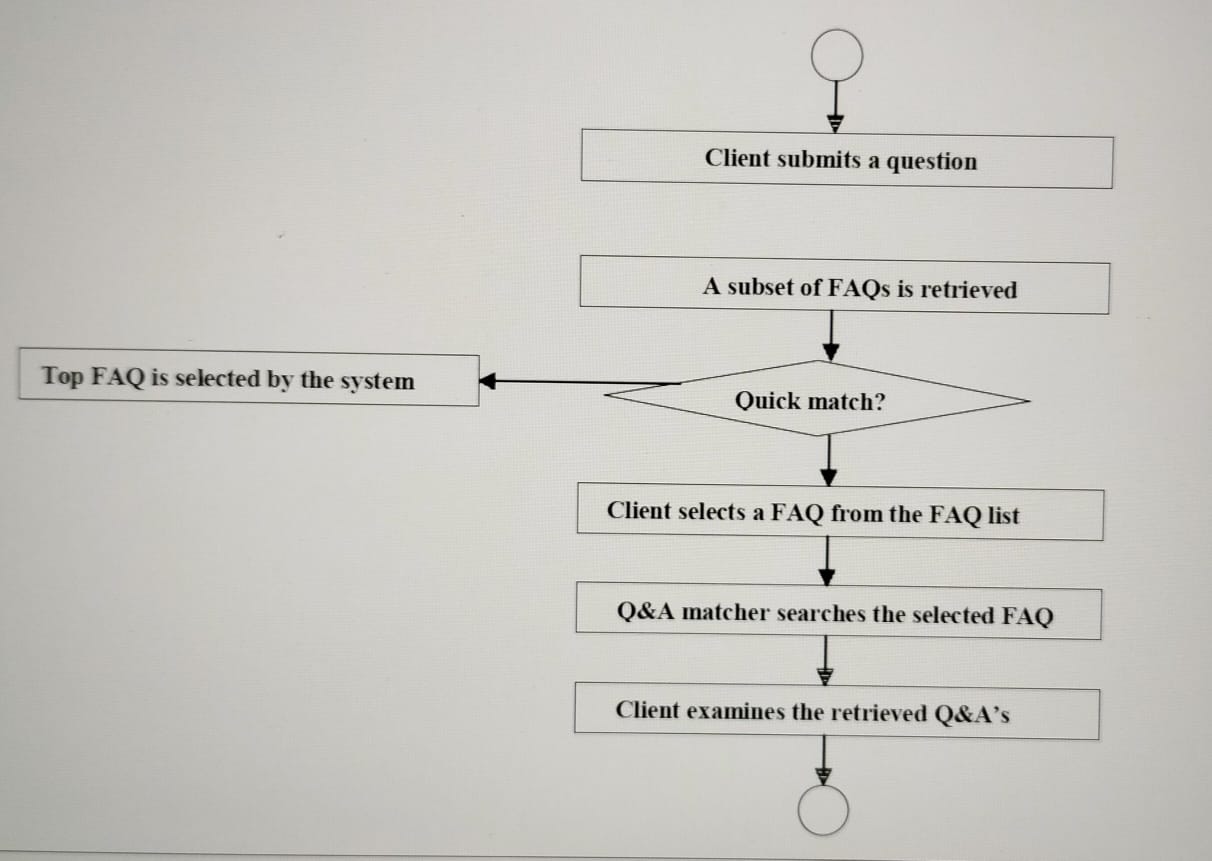 Client submits a question
A subset of FAQs is retrieved
Top FAQ is selected by the system
Quick match?
Client selects a FAQ from the FAQ list
Q&A matcher searches the selected FAQ
Client examines the retrieved Q&A’s